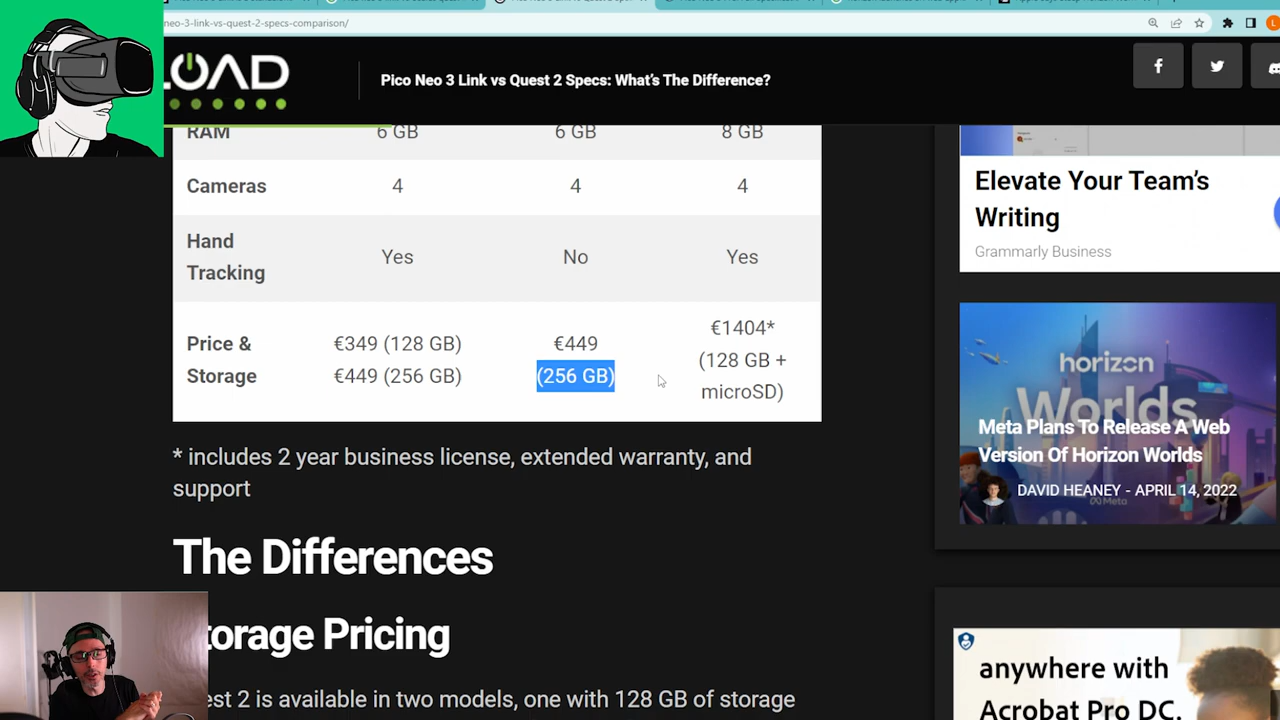 neo-3-link-vs-quest-2-specs-comparison/
LOAD
Pico Neo 3 Link vs Quest 2 Specs: What's The Difference?
RAM 6 GB 6 GB 8 GB
Cameras 4 4 4
Hand Tracking Yes No Yes
Price & Storage
€349 (128 GB)
€449 (256 GB)
€449
(256 GB)
€1404*
(128 GB +
microSD)
* includes 2 year business license, extended warranty, and
support
The Differences
torage Pricing
est 2 is available in two models, one with 128 GB of storage
Elevate Your Team's
Writing
Grammarly Business
horizon
Worlds
Meta Plans To Release A Web
Version Of Horizon Worlds
DAVID HEANEY - APRIL 14, 2022
Meta
anywhere with
Acrobat Pro DC.